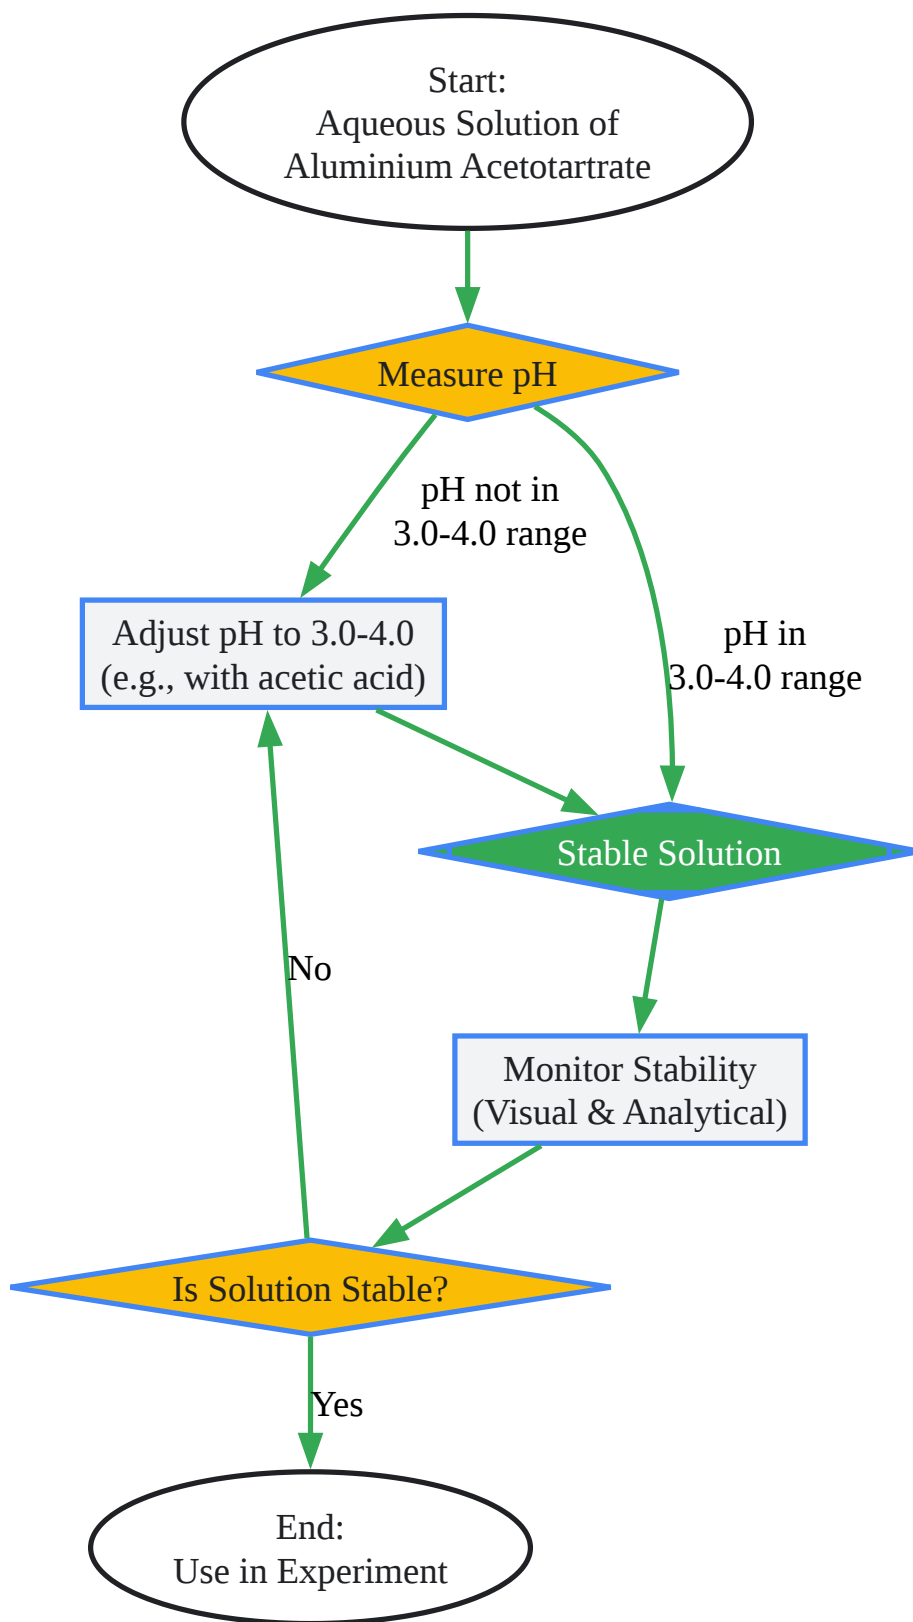 Start:
Aqueous Solution of
Aluminium Acetotartrate
Measure pH
pH not in
3.0-4.0 range
pH in
3.0-4.0 range
Adjust pH to 3.0-4.0
(e.g., with acetic acid)
Stable Solution
No
Monitor Stability
(Visual & Analytical)
Is Solution Stable?
Yes
End:
Use in Experiment